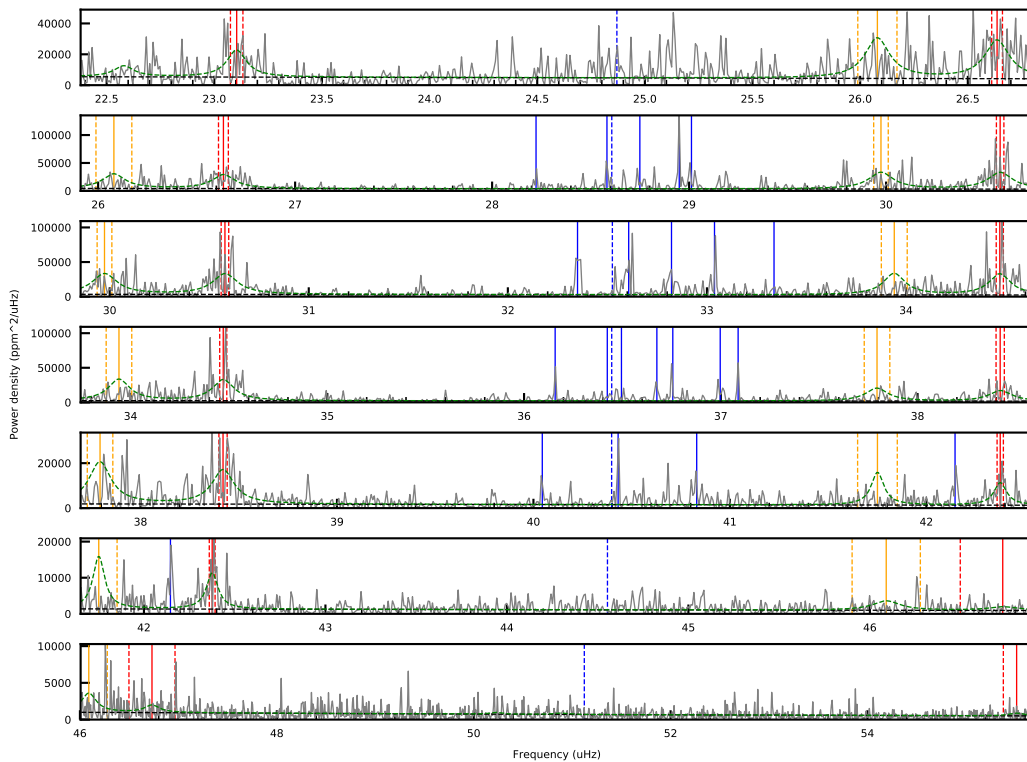 40000
20000
0
22.5 23.0 23.5 24.0 24.5 25.0 25.5 26.0 26.5
100000
50000
0
26 27 28 29 30
100000
50000
0
30 31 32 33 34
100000
50000
0
34 35 36 37 38
20000
0
38 39 40 41 42
20000
10000
0
42 43 44 45 46
10000
5000
0
46 48 50 52 54
Power density (ppm^2/uHz)
Frequency (uHz)